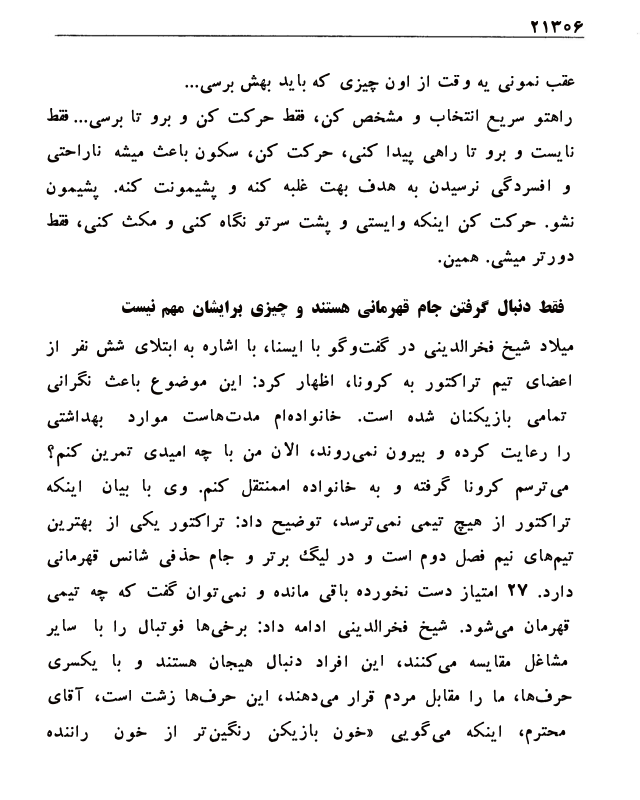 ۲۱۳۰۶
عقب نمونی یه وقت از اون چیزی که باید بهش برسی...
راهتو سریع انتخاب و مشخص کن، فقط حرکت کن و برو تا برسی... فقط
نایست و برو تا راهی پیدا کنی، حرکت کن، سکون باعث میشه ناراحتی
و افسردگی نرسیدن به هدف بهت غلبه کنه و پشیمونت کنه. پشیمون
نشو. حرکت کن اینکه وایستی و پشت سرتو نگاه کنی و مکث کنی، فقط
دورتر میشی. همین.
فقط دنبال گرفتن جام قهرمانی هستند و چیزی برایشان مهم نیست
میلاد شیخ فخرالدینی در گفت‌وگو با ایسنا، با اشاره به ابتلای شش نفر از
اعضای تیم تراکتور به کرونا، اظهار کرد: این موضوع باعث نگرانی
تمامی بازیکنان شده است. خانواده‌ام مدت‌هاست موارد بهداشتی
را رعایت کرده و بیرون نمی‌روند، الان من با چه امیدی تمرین کنم؟
می‌ترسم کرونا گرفته و به خانواده اممنتقل کنم. وی با بیان اینکه
تراکتور از هیچ تیمی نمی‌ترسد، توضیح داد: تراکتور یکی از بهترین
تیم‌های نیم فصل دوم است و در لیگ برتر و جام حذفی شانس قهرمانی
دارد. ۲۷ امتیاز دست نخورده باقی مانده و نمی‌توان گفت که چه تیمی
قهرمان می‌شود. شیخ فخرالدینی ادامه داد: برخی‌ها فوتبال را با سایر
مشاغل مقایسه می‌کنند، این افراد دنبال هیجان هستند و با یکسری
حرف‌ها، ما را مقابل مردم قرار می‌دهند، این حرف‌ها زشت است، آقای
محترم، اینکه می‌گویی «خون بازیکن رنگین‌تر از خون راننده